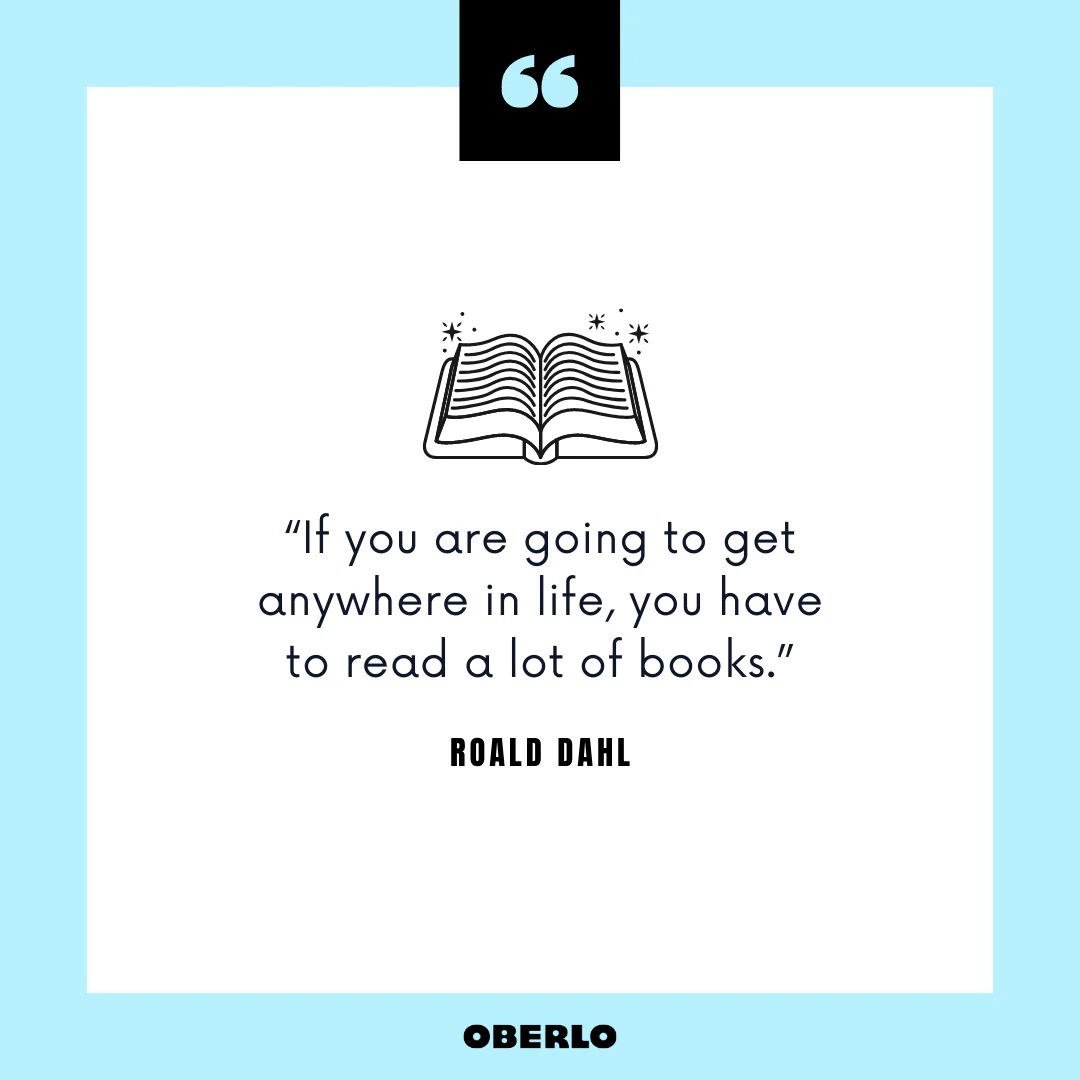 “
“If you are going to get
anywhere in life, you have
to read a lot of books.”
ROALD DAHL
OBERLO